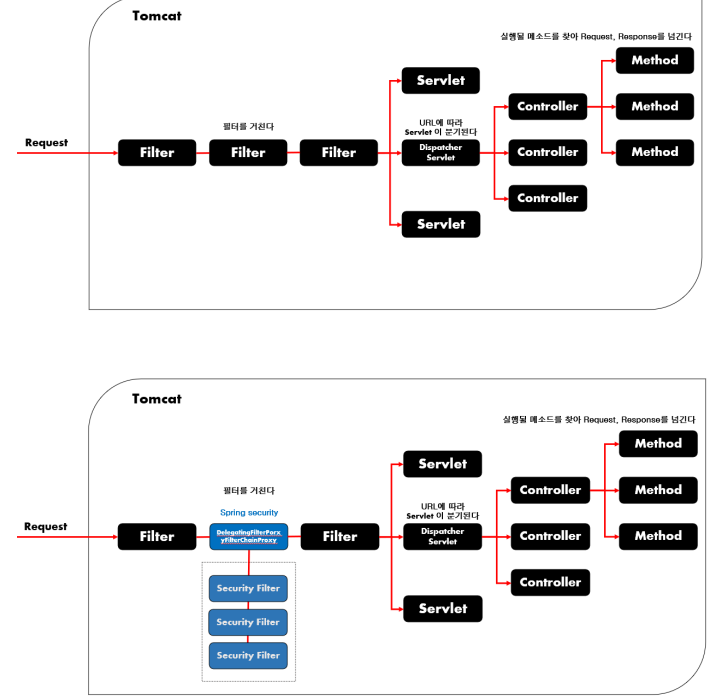 Tomcat
실행될 메소드를 찾아 Request, Response를 넘긴다
Method
Servlet
Controller
Method
필터를 거친다
URL에 따라
Servlet 이 분기된다
Request
Filter
Filter
Filter
Dispatcher
Servlet
Controller
Method
Controller
Servlet
Tomcat
실행될 메소드를 찾아 Request, Response를 넘긴다
Method
Servlet
Controller
Method
필터를 거친다
Spring security
URL에 따라
Servlet 이 분기된다
Request
Filter
DelegatingFilterPorx
yFilterChainProxy
Filter
Dispatcher
Servlet
Controller
Method
Security Filter
Controller
Security Filter
Servlet
Security Filter